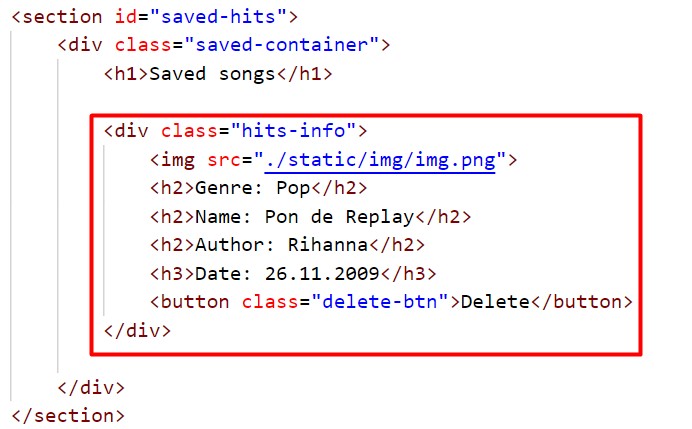 <section id="saved-hits">
<div class="saved-container">
<h1>Saved songs</h1>
<div class="hits-info">
<img src="./static/img/img.png">
<h2>Genre: Pop</h2>
<h2>Name: Pon de Replay</h2>
<h2>Author: Rihanna</h2>
<h3>Date: 26.11.2009</h3>
<button class="delete-btn">Delete</button>
</div>
</div>
</section>